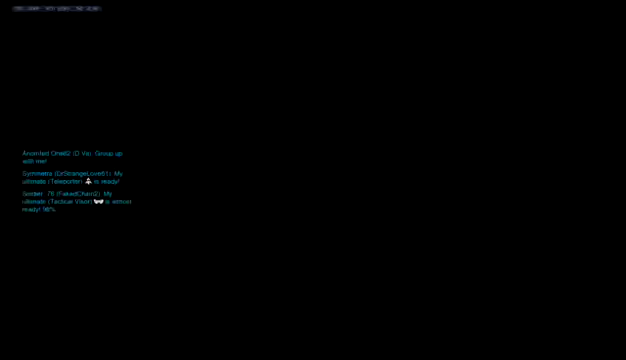 Anointed One62 (D.Va): Group up
with me!
Symmetra (DrStrangeLove61): My
ultimate (Teleporter) is ready!
Soldier: 76 (FakedChain2): My
ultimate (Tactical Visor) is almost
ready! 98%